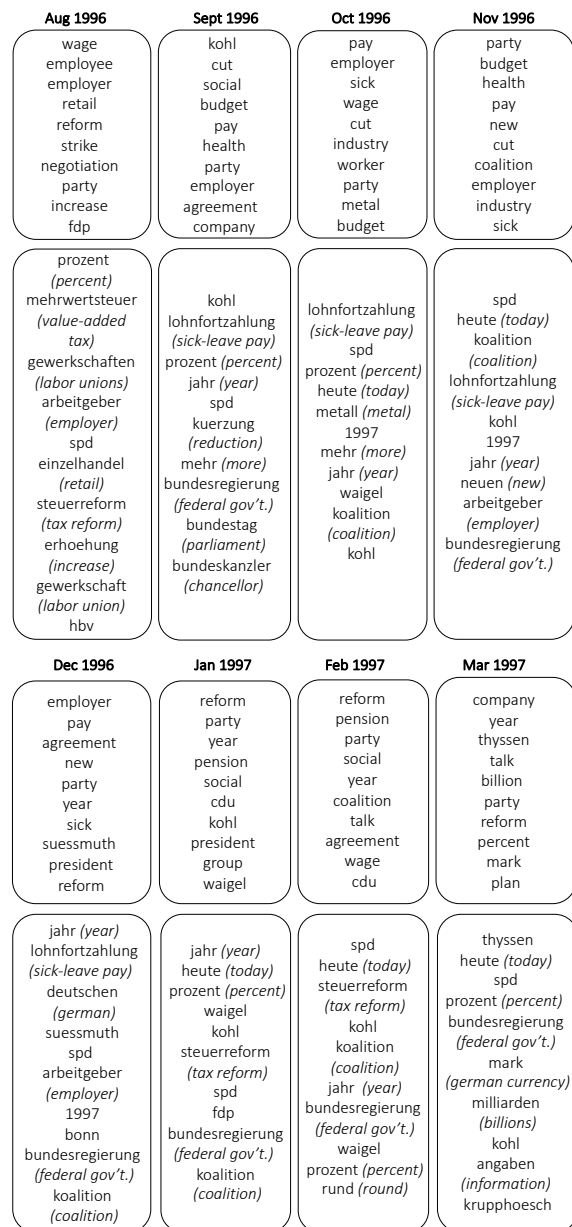 Aug 1996
wage
employee
employer
retail
reform
strike
negotiation
party
increase
fdp
prozent
(percent)
mehrwertsteuer
(value-added
tax)
gewerkschaften
(labor unions)
arbeitgeber
(employer)
spd
einzelhandel
(retail)
steuerreform
(tax reform)
erhoehung
(increase)
gewerkschaft
(labor union)
hbv
Sept 1996
kohl
cut
social
budget
pay
health
party
employer
agreement
company
kohl
lohnfortzahlung
(sick-leave pay)
prozent (percent)
jahr (year)
spd
kuerzung
(reduction)
mehr (more)
bundesregierung
(federal gov't.)
bundestag
(parliament)
bundeskanzler
(chancellor)
Oct 1996
pay
employer
sick
wage
cut
industry
worker
party
metal
budget
lohnfortzahlung
(sick-leave pay)
spd
prozent (percent)
heute (today)
metall (metal)
1997
mehr (more)
jahr (year)
waigel
koalition
(coalition)
kohl
Nov 1996
party
budget
health
pay
new
cut
coalition
employer
industry
sick
spd
heute (today)
koalition
(coalition)
lohnfortzahlung
(sick-leave pay)
kohl
1997
jahr (year)
neuen (new)
arbeitgeber
(employer)
bundesregierung
(federal gov't.)
Dec 1996
employer
pay
agreement
new
party
year
sick
suessmuth
president
reform
jahr (year)
lohnfortzahlung
(sick-leave pay)
deutschen
(german)
suessmuth
spd
arbeitgeber
(employer)
1997
bonn
bundesregierung
(federal gov't.)
koalition
(coalition)
Jan 1997
reform
party
year
pension
social
cdu
kohl
president
group
waigel
jahr (year)
heute (today)
prozent (percent)
waigel
kohl
steuerreform
(tax reform)
spd
fdp
bundesregierung
(federal gov't.)
koalition
(coalition)
Feb 1997
reform
pension
party
social
year
coalition
talk
agreement
wage
cdu
spd
heute (today)
steuerreform
(tax reform)
kohl
koalition
(coalition)
jahr (year)
bundesregierung
(federal gov't.)
waigel
prozent (percent)
rund (round)
Mar 1997
company
year
thyssen
talk
billion
party
reform
percent
mark
plan
thyssen
heute (today)
spd
prozent (percent)
bundesregierung
(federal gov't.)
mark
(german currency)
milliarden
(billions)
kohl
angaben
(information)
krupphoesch